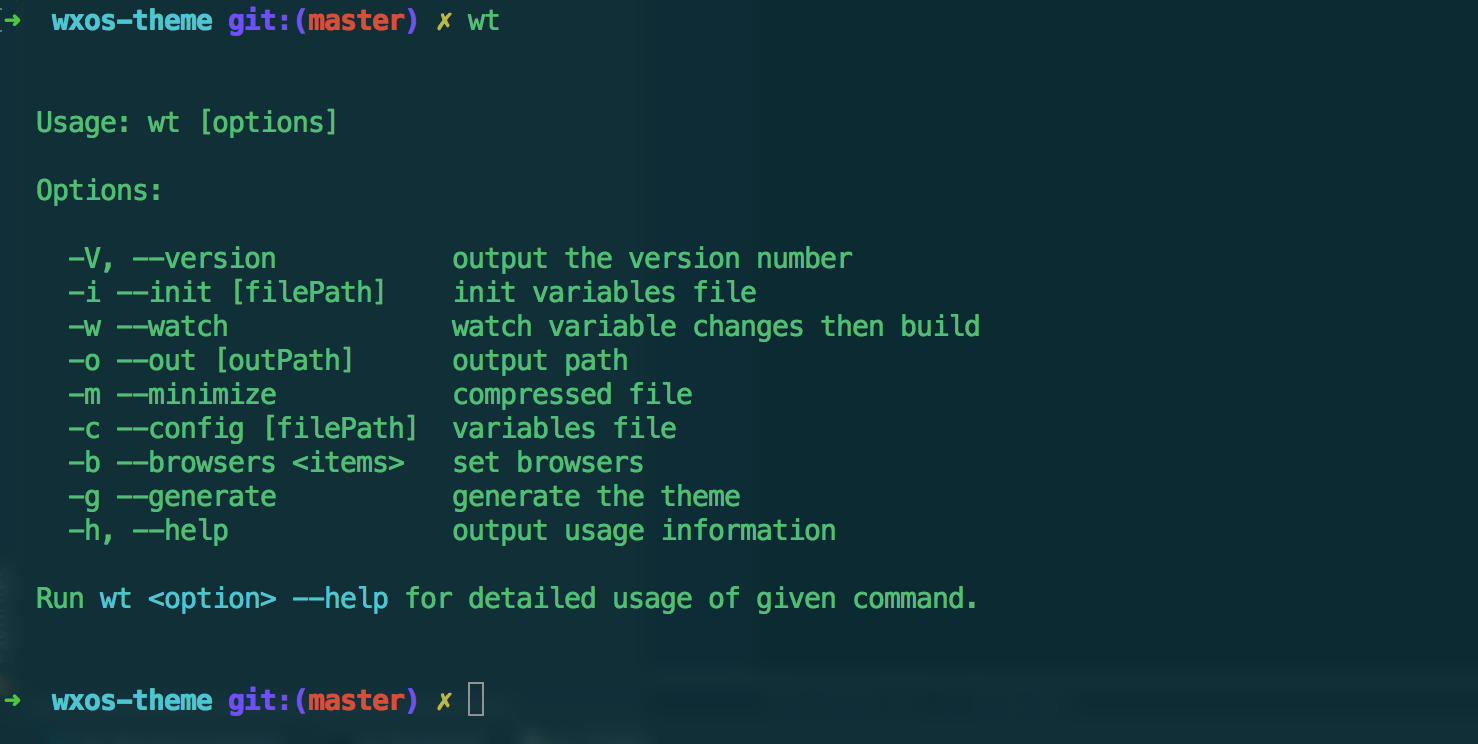 ➜  wxos-theme git:(master) ✗ wt
Usage: wt [options]
Options:
-V, --version output the version number
-i --init [filePath] init variables file
-w --watch watch variable changes then build
-o --out [outPath] output path
-m --minimize compressed file
-c --config [filePath] variables file
-b --browsers <items> set browsers
-g --generate generate the theme
-h, --help output usage information
Run wt <option> --help for detailed usage of given command.
➜  wxos-theme git:(master) ✗